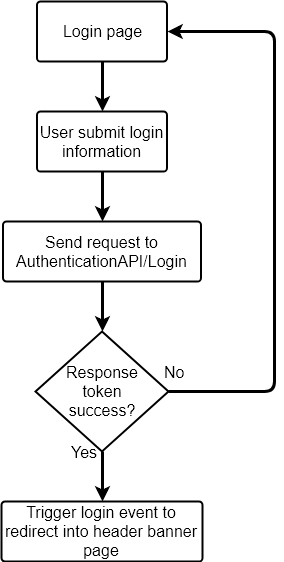 Login page
User submit login
information
Send request to
AuthenticationAPI/Login
Response
token
success?
No
Yes
Trigger login event to
redirect into header banner
page